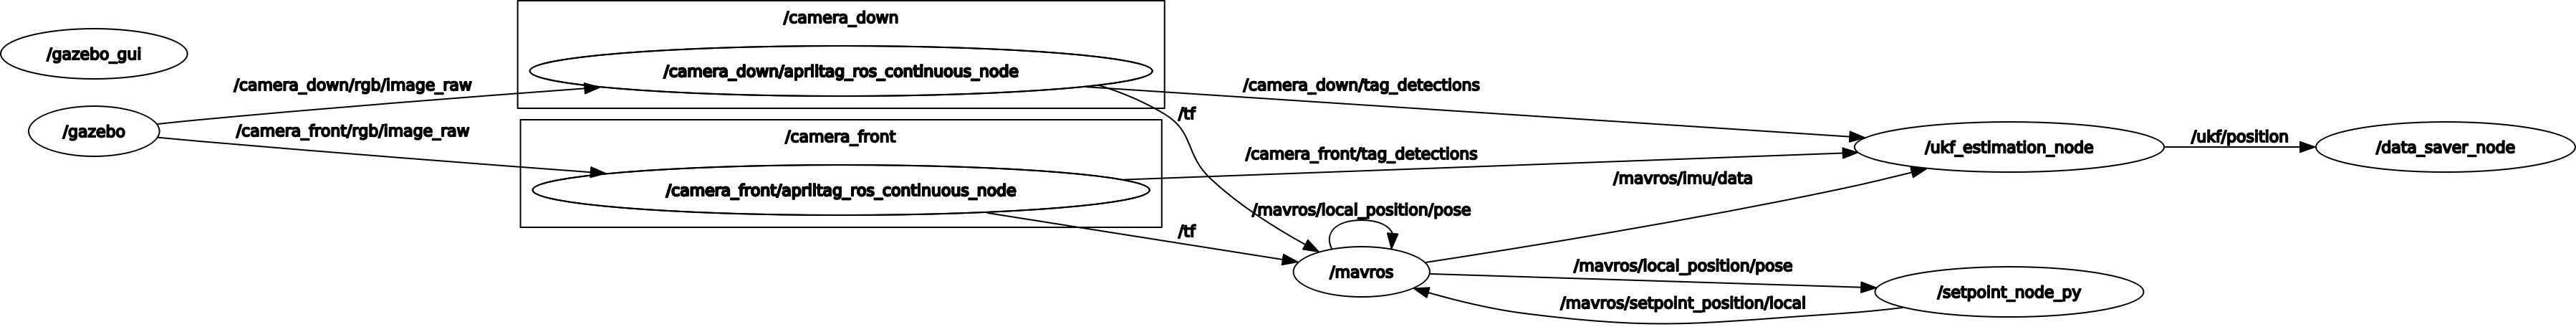 /gazebo_gui
/gazebo
/camera_down/rgb/image_raw
/camera_front/rgb/image_raw
/camera_down
/camera_down/apriltag_ros_continuous_node
/camera_front
/camera_front/apriltag_ros_continuous_node
/camera_down/tag_detections
/tf
/camera_front/tag_detections
/tf
/mavros/local_position/pose
/mavros
/mavros/imu/data
/mavros/local_position/pose
/mavros/setpoint_position/local
/ukf_estimation_node
/setpoint_node_py
/ukf/position
/data_saver_node